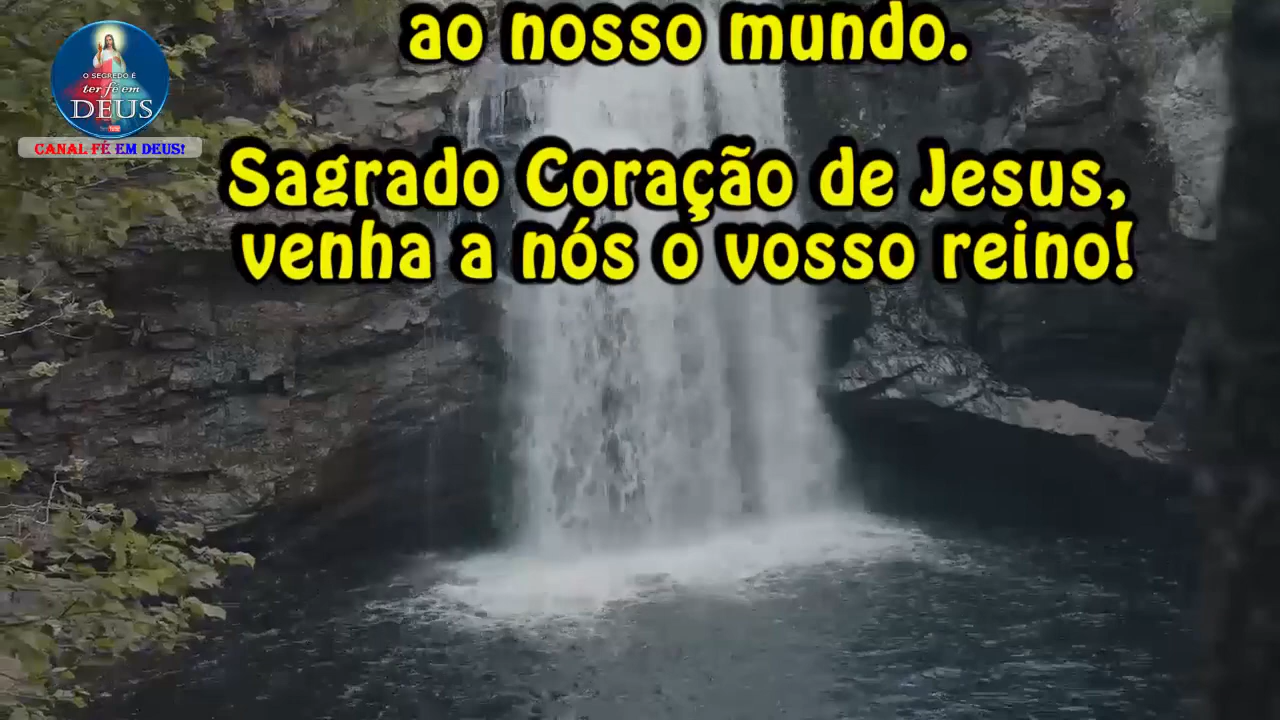 ao nosso mundo.
O SEGREDO É
ter fé em
DEUS
CANAL FÉ EM DEUS!
Sagrado Coração de Jesus,
venha a nós o vosso reino!